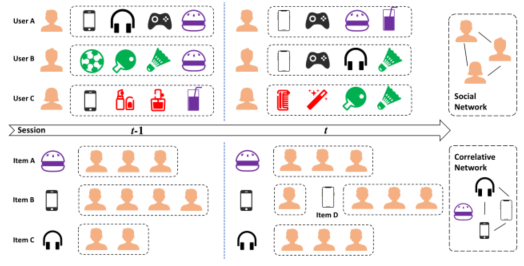 User A
User B
User C
Social
Network
Session
t-1
t
Item A
Item B
Item D
Item C
Correlative
Network